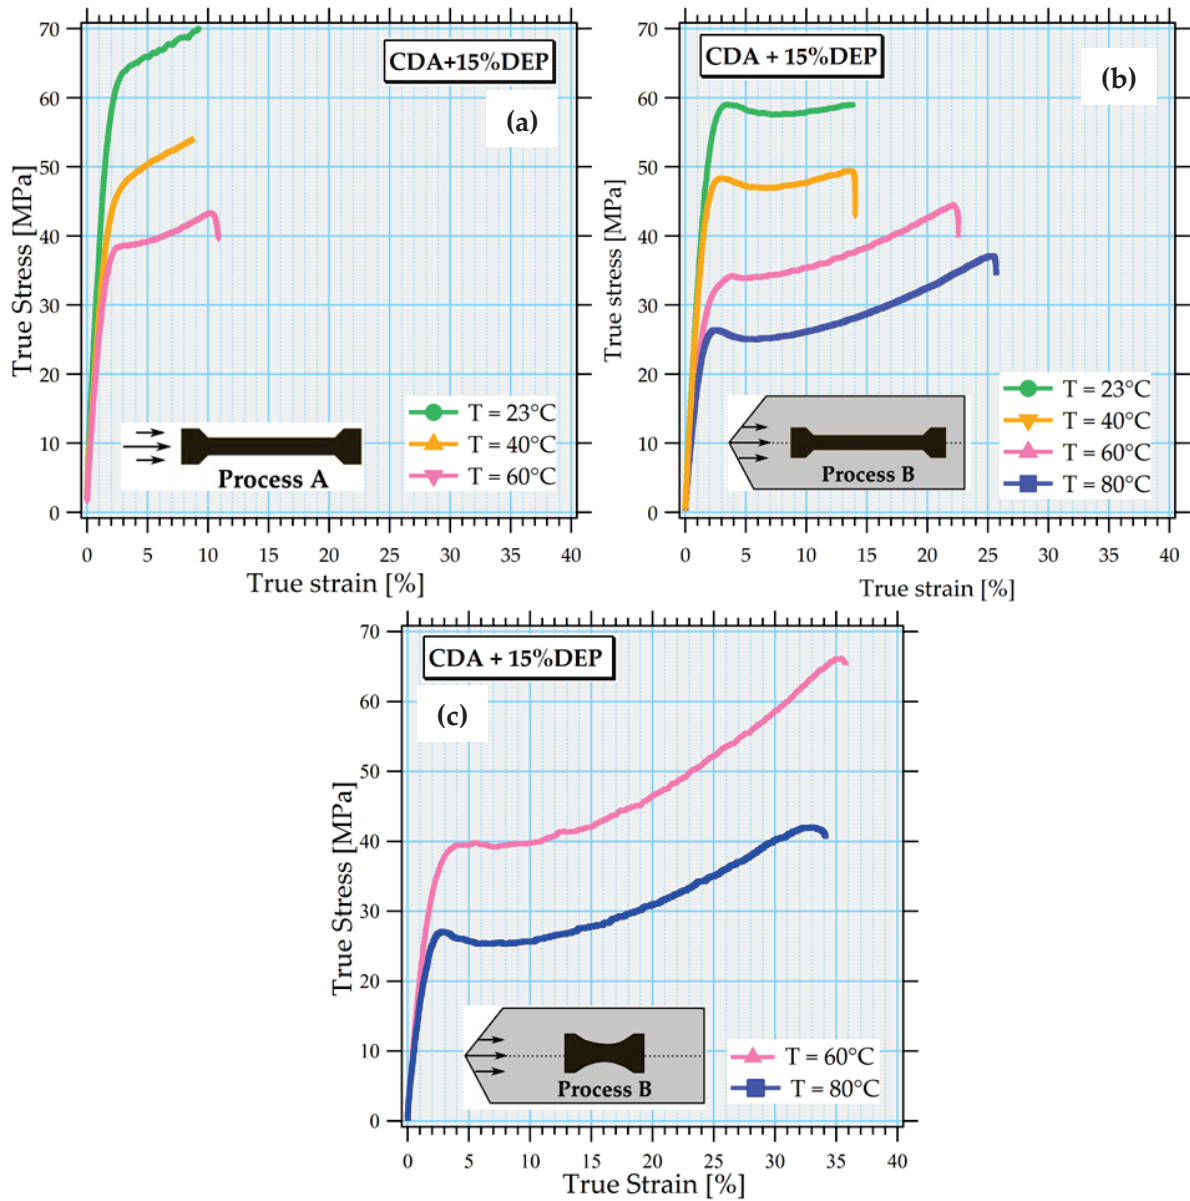 70
60
50
40
30
20
10
0
True Stress [MPa]
CDA+15%DEP
(a)
T = 23°C
T = 40°C
T = 60°C
Process A
0 5 10 15 20 25 30 35 40
True strain [%]
70
60
50
40
30
20
10
0
True stress [MPa]
CDA + 15%DEP
(b)
T = 23°C
T = 40°C
T = 60°C
T = 80°C
Process B
0 5 10 15 20 25 30 35 40
True strain [%]
70
60
50
40
30
20
10
0
True Stress [MPa]
CDA + 15%DEP
(c)
T = 60°C
T = 80°C
Process B
0 5 10 15 20 25 30 35 40
True Strain [%]